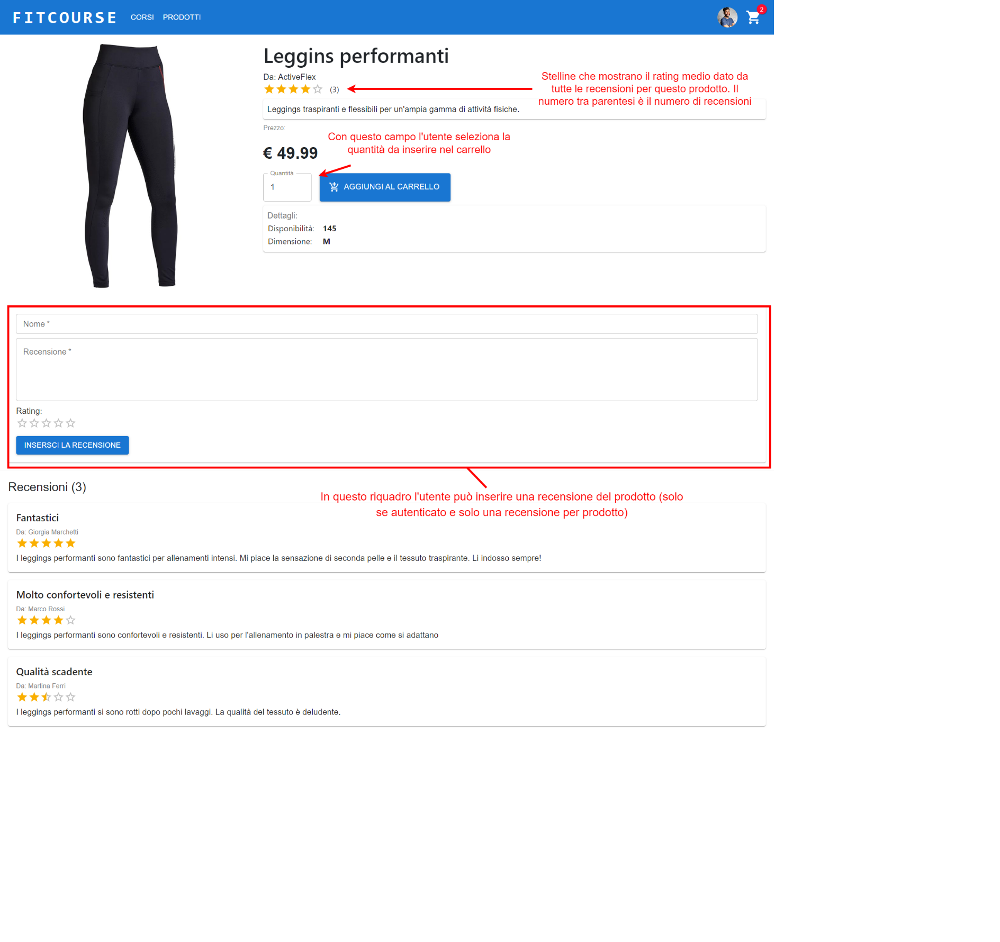 FITCOURSE
CORSI
PRODOTTI
2
Leggins performanti
Da: ActiveFlex
(3)
Stelline che mostrano il rating medio dato da
tutte le recensioni per questo prodotto. Il
numero tra parentesi è il numero di recensioni
Leggings traspiranti e flessibili per un'ampia gamma di attività fisiche.
Prezzo:
Con questo campo l'utente seleziona la
quantità da inserire nel carrello
€ 49.99
Quantità
1
AGGIUNGI AL CARRELLO
Dettagli:
Disponibilità: 145
Dimensione: M
Nome *
Recensione *
Rating:
INSERSCI LA RECENSIONE
Recensioni (3)
In questo riquadro l'utente può inserire una recensione del prodotto (solo
se autenticato e solo una recensione per prodotto)
Fantastici
Da: Giorgia Marchetti
I leggings performanti sono fantastici per allenamenti intensi. Mi piace la sensazione di seconda pelle e il tessuto traspirante. Li indosso sempre!
Molto confortevoli e resistenti
Da: Marco Rossi
I leggings performanti sono confortevoli e resistenti. Li uso per l'allenamento in palestra e mi piace come si adattano
Qualità scadente
Da: Martina Ferri
I leggings performanti si sono rotti dopo pochi lavaggi. La qualità del tessuto è deludente.